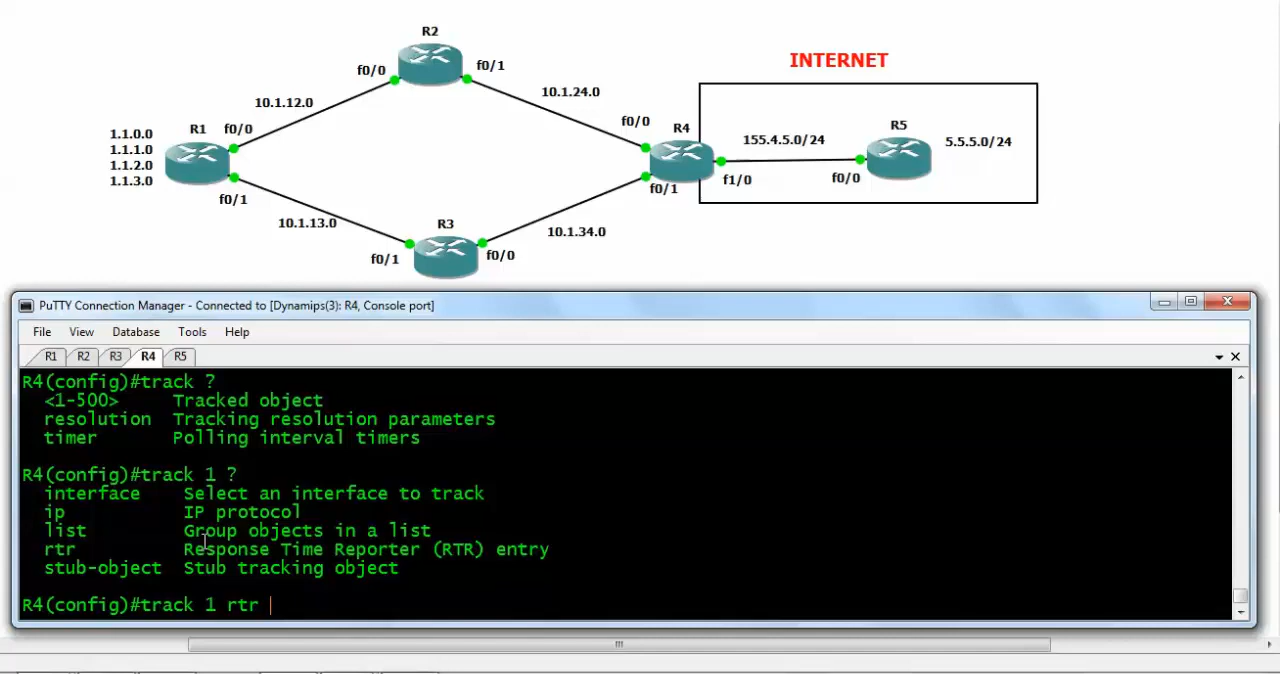 R2
INTERNET
f0/0
f0/1
10.1.12.0
10.1.24.0
1.1.0.0
1.1.1.0
1.1.2.0
1.1.3.0
R1
f0/0
f0/1
f0/0
R4
f0/1
f1/0
155.4.5.0/24
R5
f0/0
5.5.5.0/24
10.1.13.0
R3
10.1.34.0
f0/1
f0/0
PuTTY Connection Manager - Connected to [Dynamips(3): R4, Console port]
File View Database Tools Help
R1 R2 R3 R4 R5
R4(config)#track ?
<1-500> Tracked object
resolution Tracking resolution parameters
timer Polling interval timers
R4(config)#track 1 ?
interface Select an interface to track
ip IP protocol
list Group objects in a list
rtr Response Time Reporter (RTR) entry
stub-object Stub tracking object
R4(config)#track 1 rtr